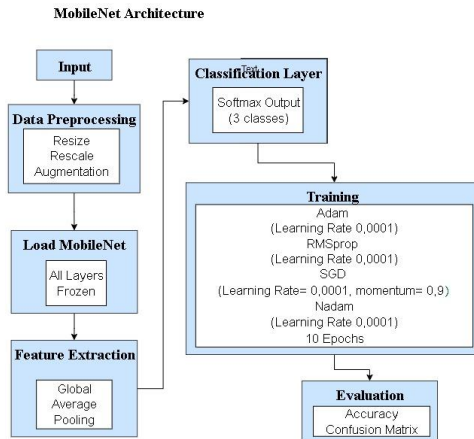 MobileNet Architecture
Input
Data Preprocessing
Resize
Rescale
Augmentation
Load MobileNet
All Layers
Frozen
Feature Extraction
Global
Average
Pooling
Text
Classification Layer
Softmax Output
(3 classes)
Training
Adam
(Learning Rate 0,0001)
RMSprop
(Learning Rate 0,0001)
SGD
(Learning Rate= 0,0001, momentum= 0,9)
Nadam
(Learning Rate 0,0001)
10 Epochs
Evaluation
Accuracy
Confusion Matrix